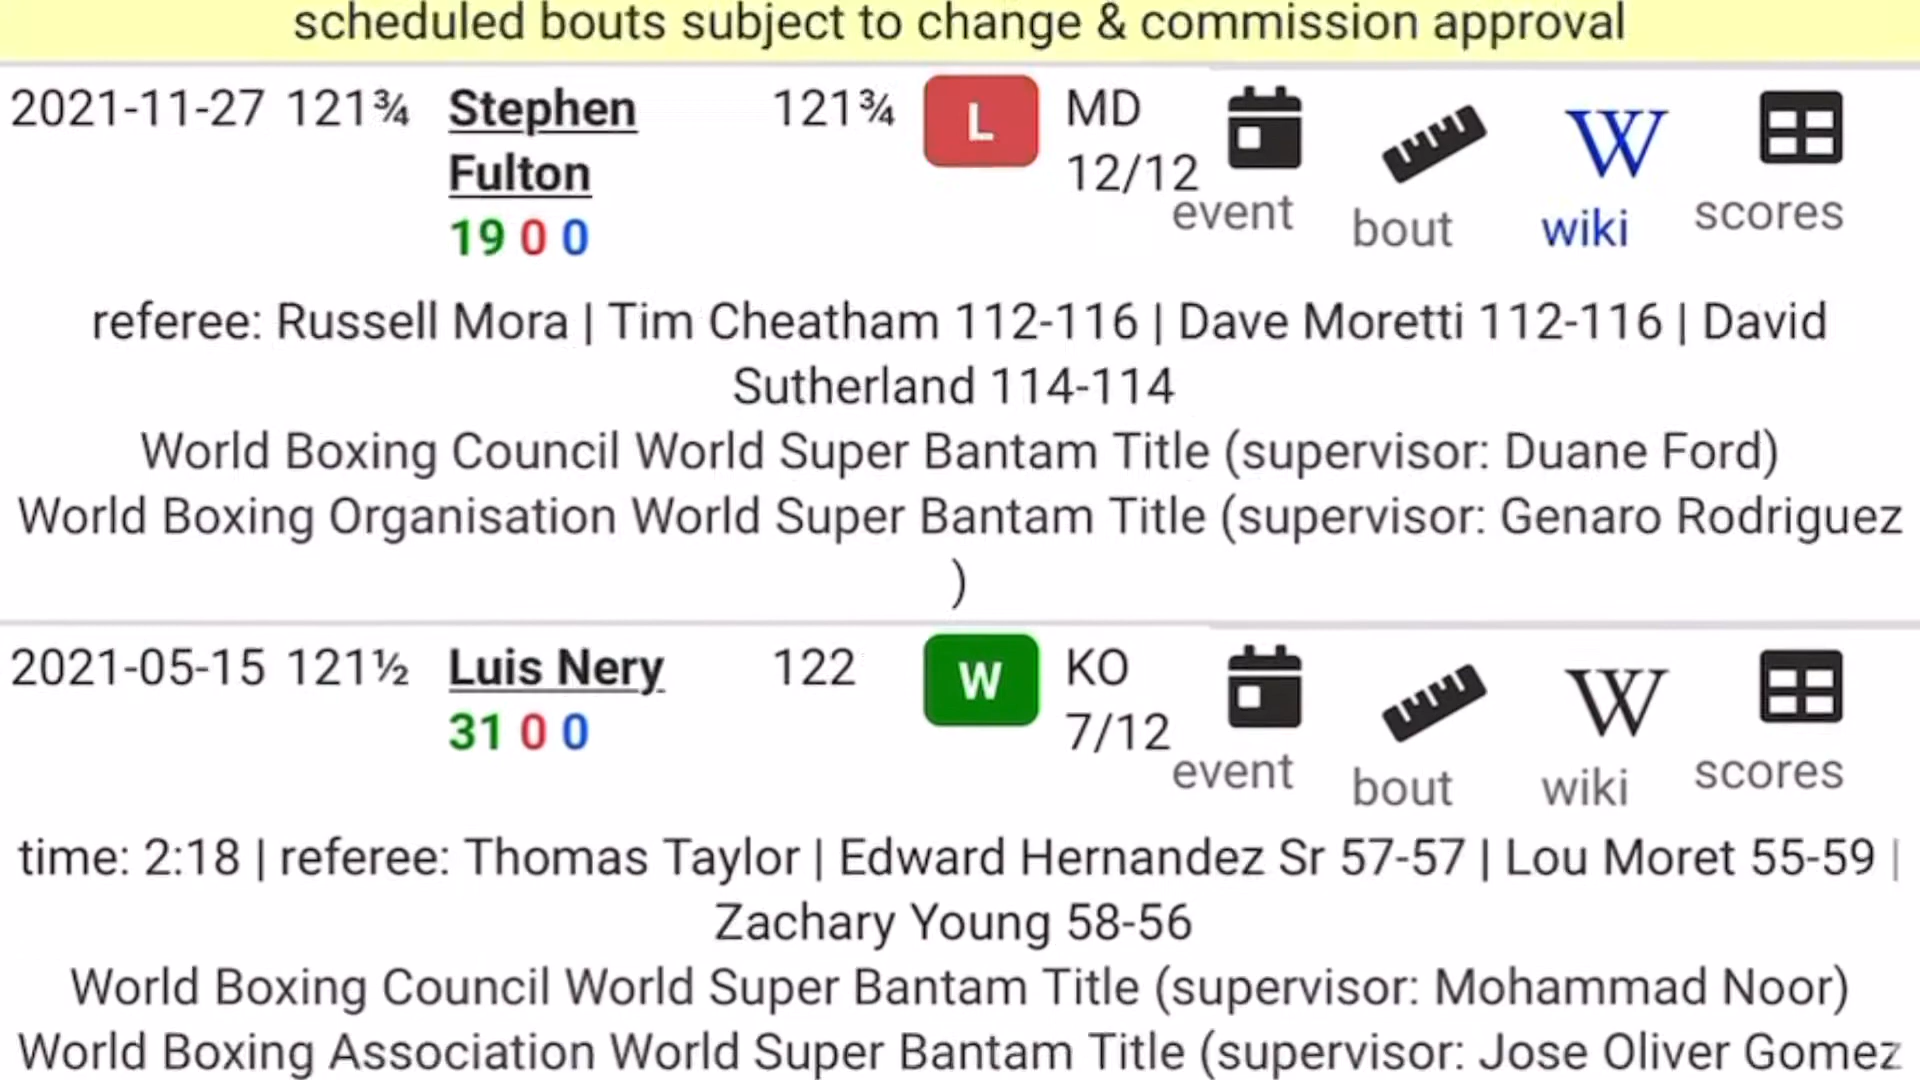 scheduled bouts subject to change & commission approval
2021-11-27 121¾ Stephen Fulton 121¾ L MD
19 0 0 12/12
event bout wiki scores
referee: Russell Mora | Tim Cheatham 112-116 | Dave Moretti 112-116 | David
Sutherland 114-114
World Boxing Council World Super Bantam Title (supervisor: Duane Ford)
World Boxing Organisation World Super Bantam Title (supervisor: Genaro Rodriguez
)
2021-05-15 121½ Luis Nery 122 W KO
31 0 0 7/12
event bout wiki scores
time: 2:18 | referee: Thomas Taylor | Edward Hernandez Sr 57-57 | Lou Moret 55-59 |
Zachary Young 58-56
World Boxing Council World Super Bantam Title (supervisor: Mohammad Noor)
World Boxing Association World Super Bantam Title (supervisor: Jose Oliver Gomez